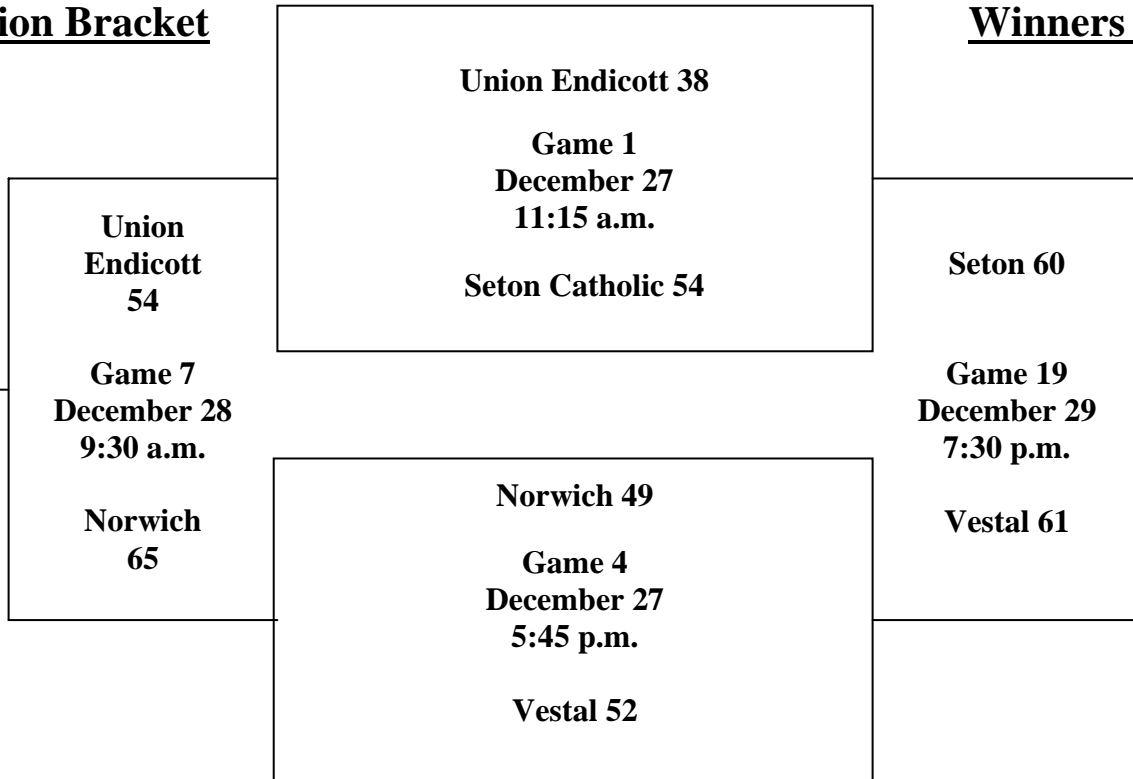 ion Bracket
Winners
Union Endicott 38
Game 1
December 27
11:15 a.m.
Seton Catholic 54
Union
Endicott
54
Game 7
December 28
9:30 a.m.
Norwich
65
Seton 60
Game 19
December 29
7:30 p.m.
Vestal 61
Norwich 49
Game 4
December 27
5:45 p.m.
Vestal 52